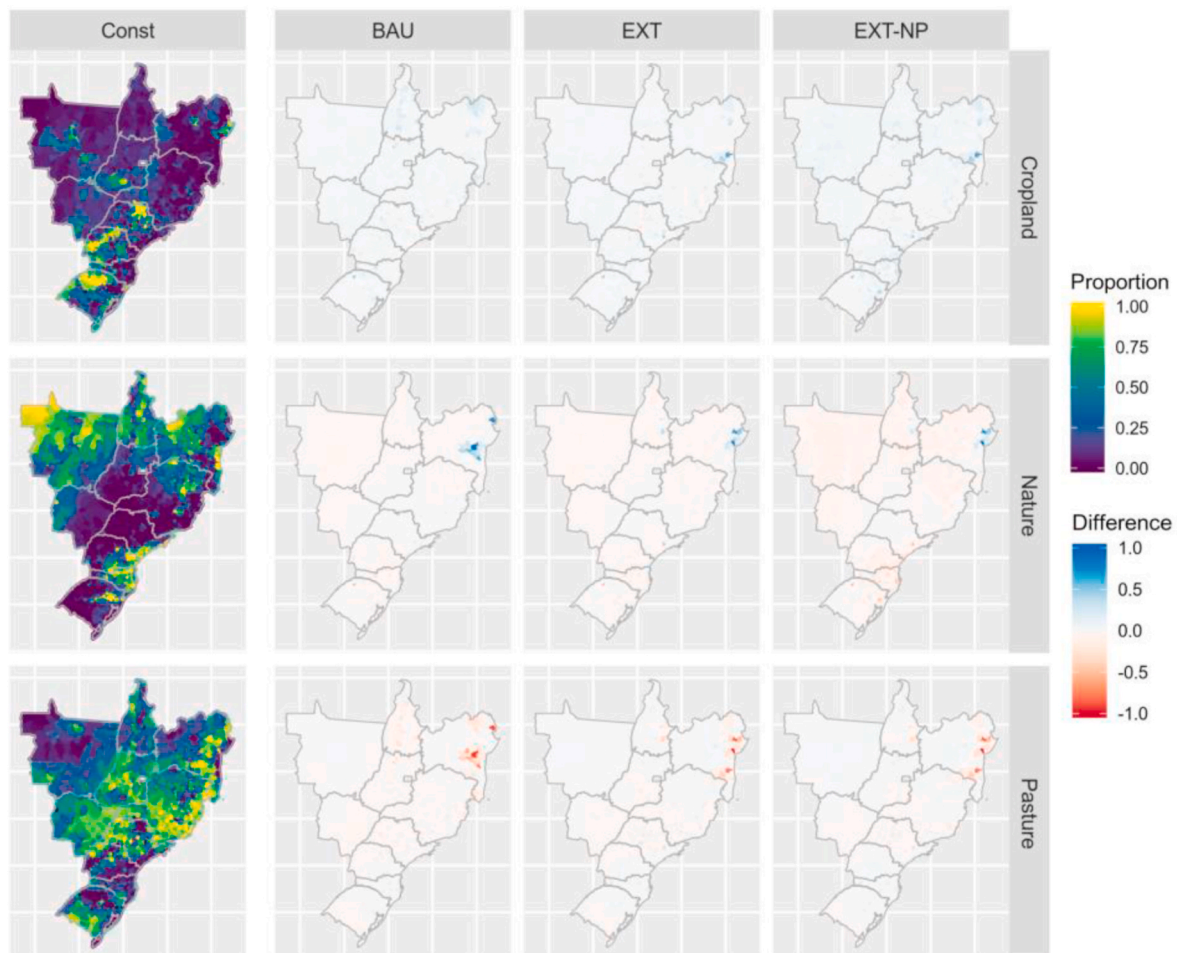 Const
BAU
EXT
EXT-NP
Cropland
Nature
Pasture
Proportion
1.00
0.75
0.50
0.25
0.00
Difference
1.0
0.5
0.0
-0.5
-1.0